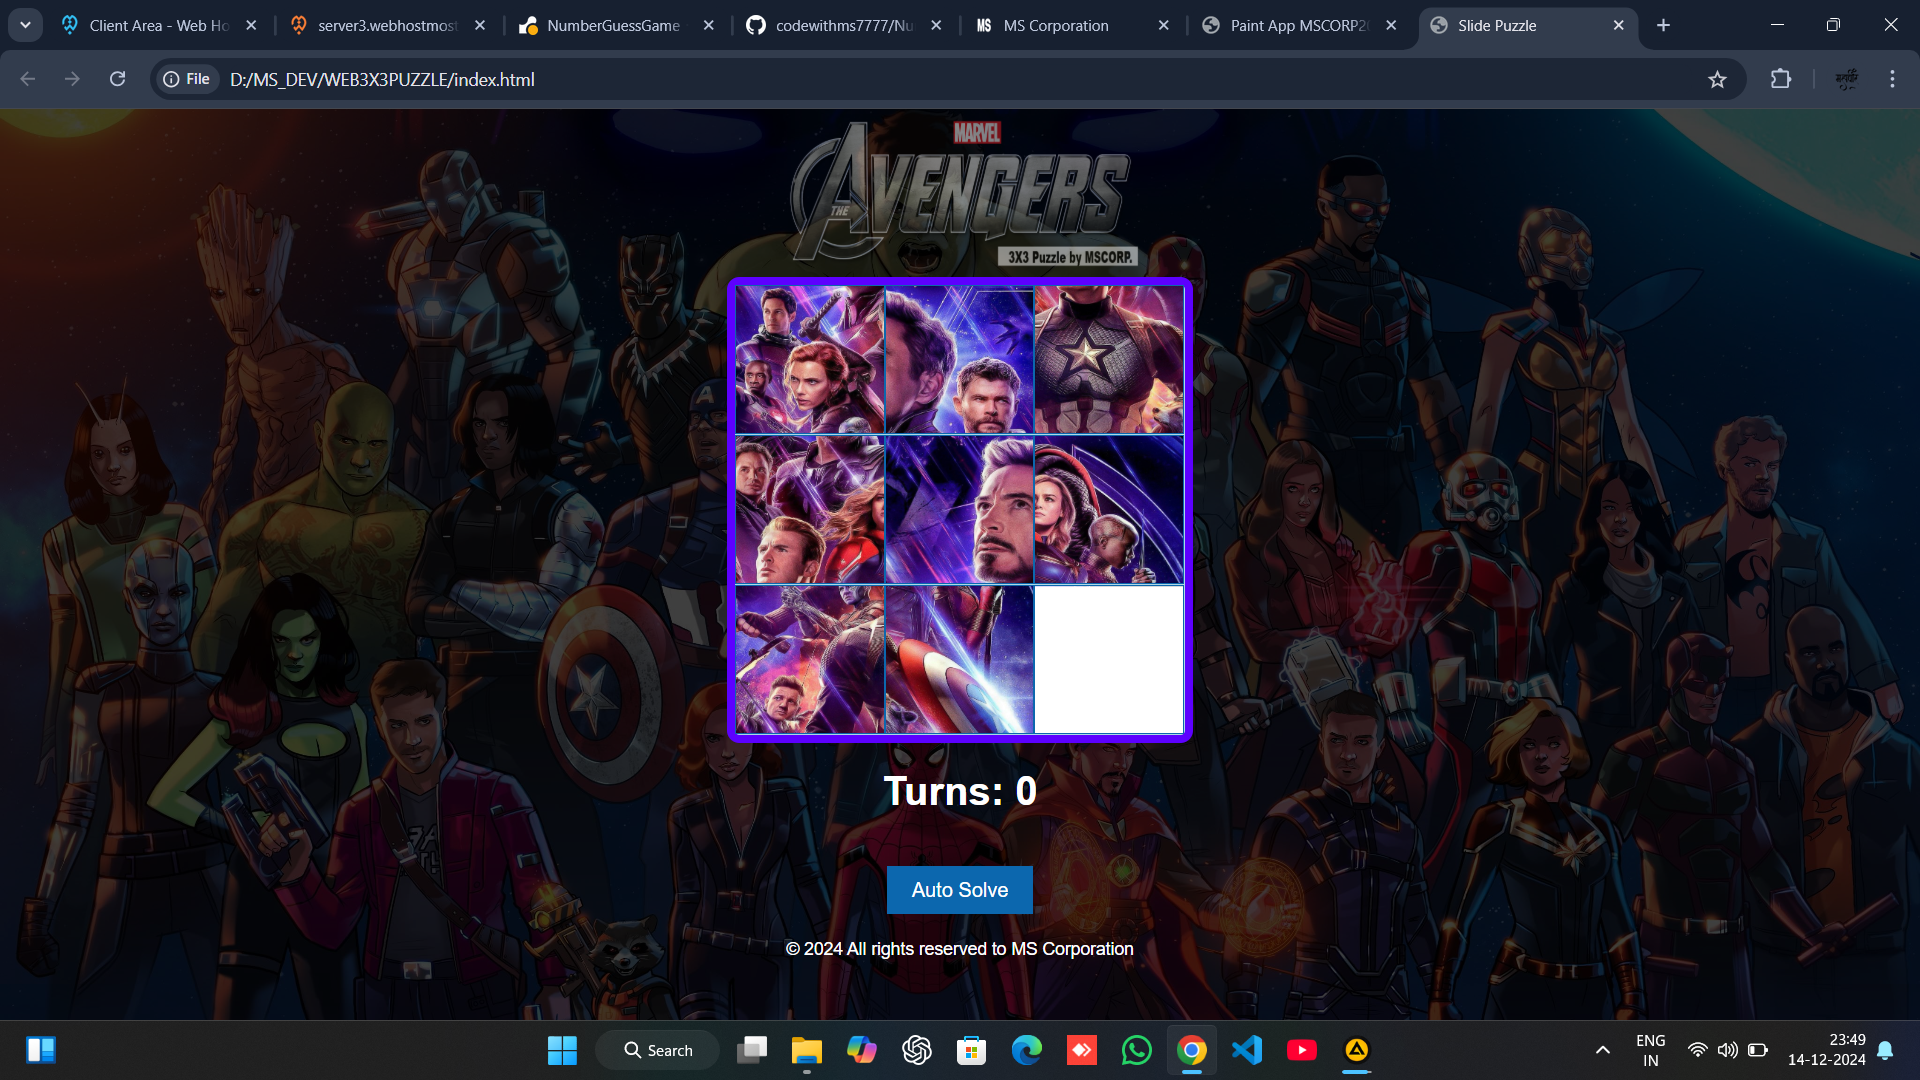 Client Area - Web Ho
server3.webhostmost
NumberGuessGame
codewithms7777/Nu
MS MS Corporation
Paint App MSCORP2
Slide Puzzle
File D:/MS_DEV/WEB3X3PUZZLE/index.html
MARVEL
THE AVENGERS
3X3 Puzzle by MSCORP.
Turns: 0
Auto Solve
© 2024 All rights reserved to MS Corporation
Search
ENG
IN
23:49
14-12-2024